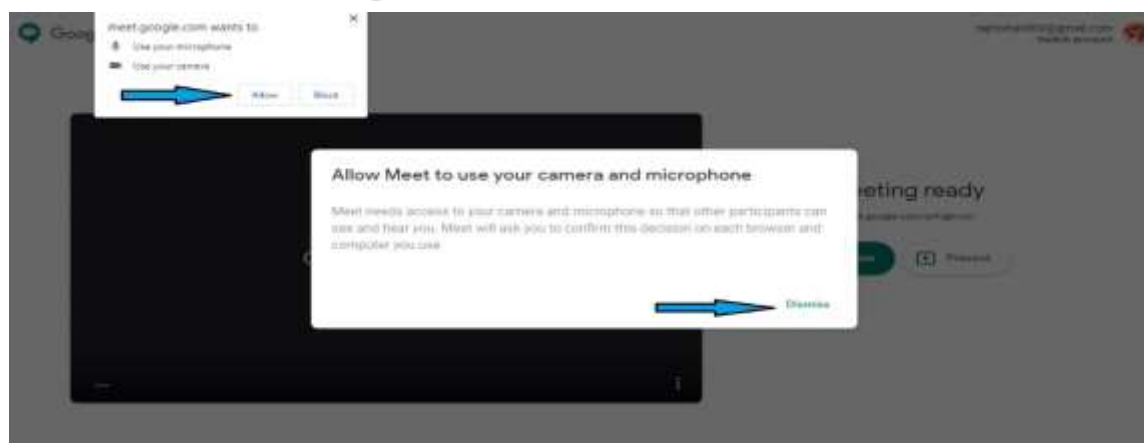 meet.google.com wants to
Use your microphone
Use your camera
Allow Block
Goog
Switch account
Allow Meet to use your camera and microphone
Meet needs access to your camera and microphone so that other participants can
see and hear you. Meet will ask you to confirm this decision on each browser and
computer you use
Dismiss
eting ready
Present